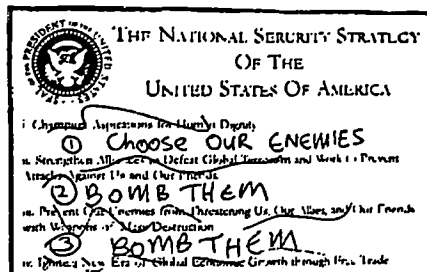 THE NATIONAL SECURITY STRATEGY
OF THE
UNITED STATES OF AMERICA
i. Champion Aspirations for Human Dignity
① CHOOSE OUR ENEMIES
ii. Strengthen Alliances to Defeat Global Terrorism and Work to Prevent
Attacks Against Us and Our Friends
② BOMB THEM
iii. Prevent Our Enemies from Threatening Us, Our Allies, and Our Friends
with Weapons of Mass Destruction
③ BOMB THEM
New Era of Global Economic Growth through Free Trade